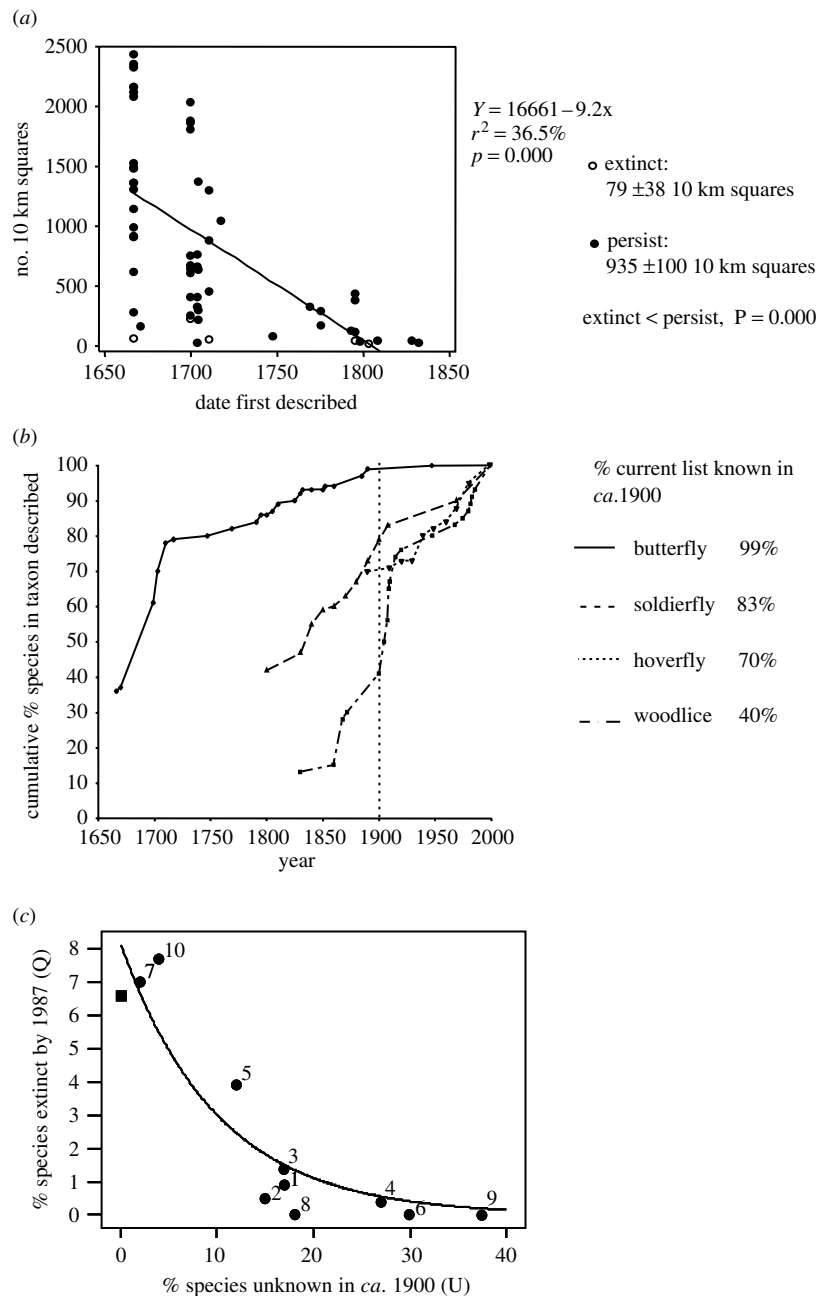 (a)
2500
2000
1500
1000
500
0
1650 1700 1750 1800 1850
no. 10 km squares
date first described
Y = 16661–9.2x
r² = 36.5%
p = 0.000
extinct:
79 ±38 10 km squares
persist:
935 ±100 10 km squares
extinct < persist, P = 0.000
(b)
100
90
80
70
60
50
40
30
20
10
0
1650 1700 1750 1800 1850 1900 1950 2000
cumulative % species in taxon described
year
% current list known in
ca.1900
butterfly 99%
soldierfly 83%
hoverfly 70%
woodlice 40%
(c)
8
7
6
5
4
3
2
1
0
0 10 20 30 40
% species extinct by 1987 (Q)
% species unknown in ca. 1900 (U)
10
7
5
3
1
2
8
4
6
9